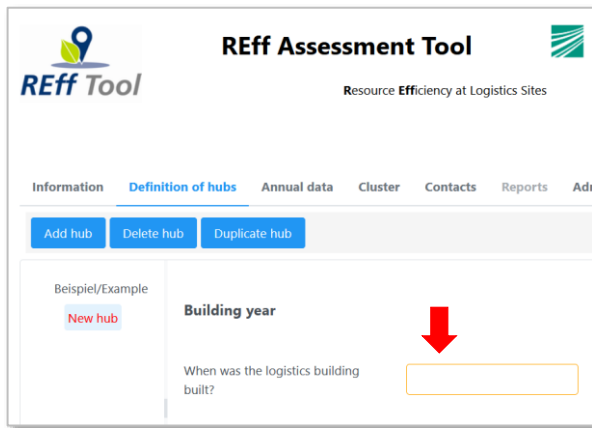 REff Assessment Tool
REff Tool
Resource Efficiency at Logistics Sites
Information Definition of hubs Annual data Cluster Contacts Reports
Add hub Delete hub Duplicate hub
Beispiel/Example
New hub
Building year
When was the logistics building
built?